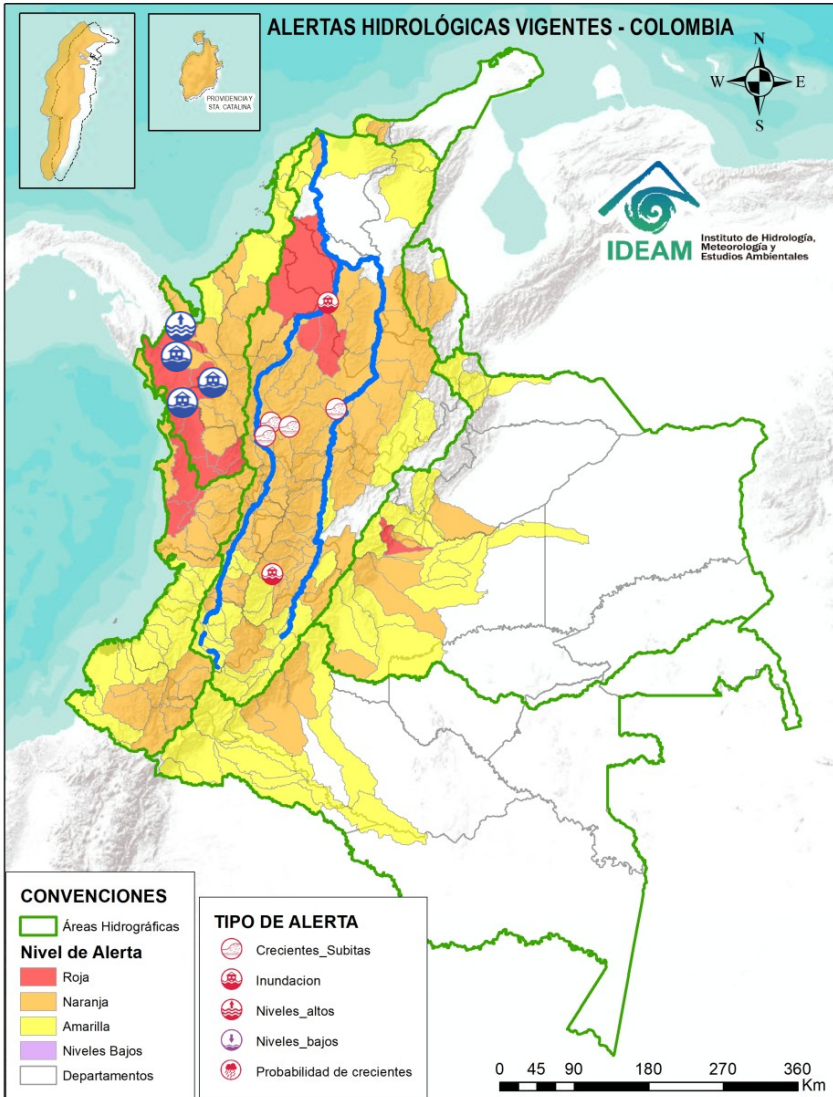 ALERTAS HIDROLÓGICAS VIGENTES - COLOMBIA
PROVIDENCIA Y
STA. CATALINA
N
W
E
S
IDEAM
Instituto de Hidrología,
Meteorología y
Estudios Ambientales
CONVENCIONES
Áreas Hidrográficas
Nivel de Alerta
Roja
Naranja
Amarilla
Niveles Bajos
Departamentos
TIPO DE ALERTA
Crecientes_Subitas
Inundacion
Niveles_altos
Niveles_bajos
Probabilidad de crecientes
0 45 90 180 270 360
Km